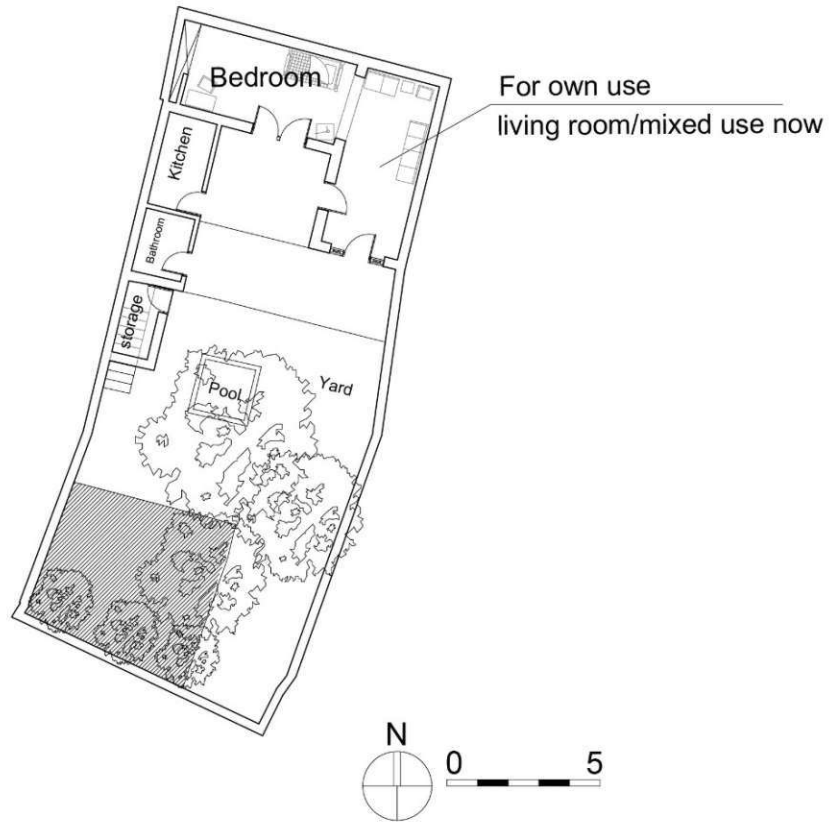 Bedroom
For own use
living room/mixed use now
Kitchen
Bathroom
storage
Pool
Yard
N
0 5